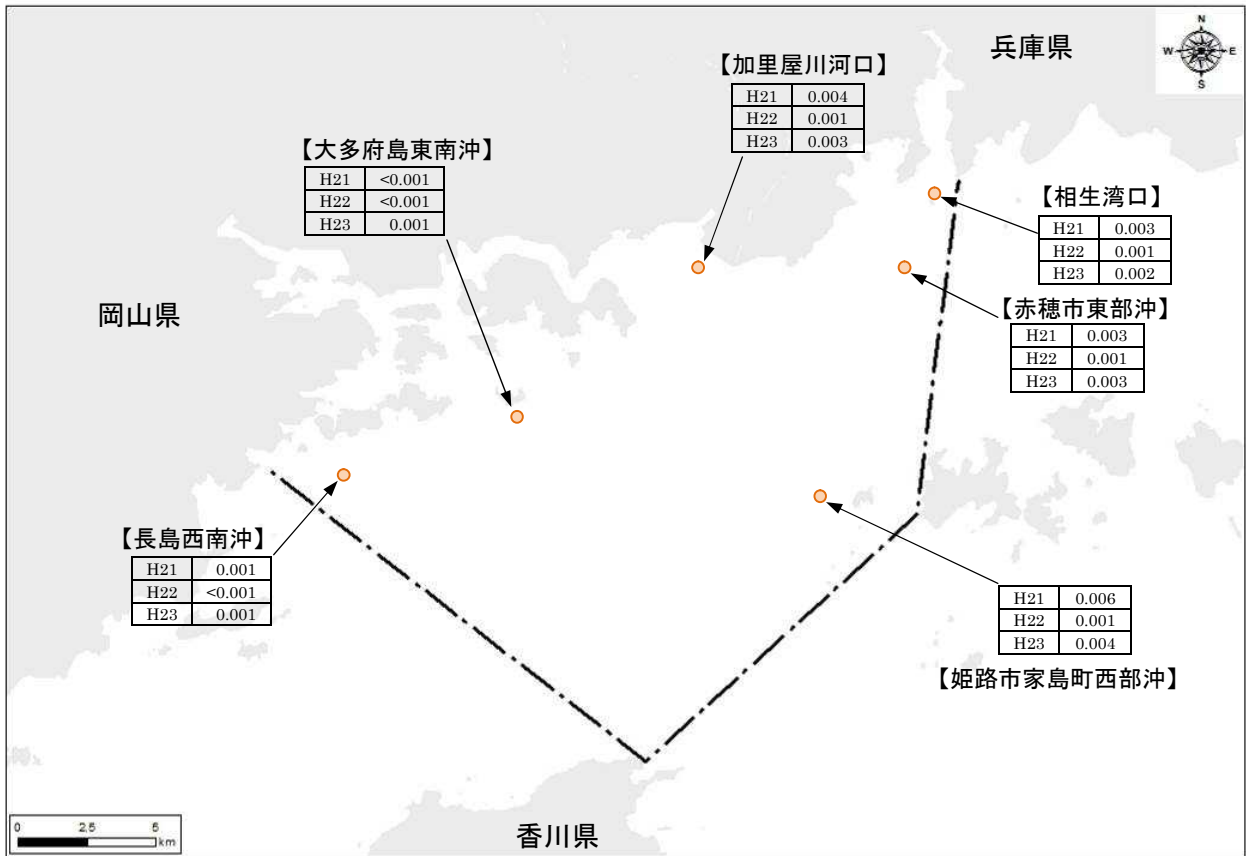 兵庫県
N
W E
S
【加里屋川河口】
H21 0.004
H22 0.001
H23 0.003
【大多府島東南沖】
H21 <0.001
H22 <0.001
H23 0.001
【相生湾口】
H21 0.003
H22 0.001
H23 0.002
岡山県
【赤穂市東部沖】
H21 0.003
H22 0.001
H23 0.003
【長島西南沖】
H21 0.001
H22 <0.001
H23 0.001
H21 0.006
H22 0.001
H23 0.004
【姫路市家島町西部沖】
香川県
0 2.5 5
km